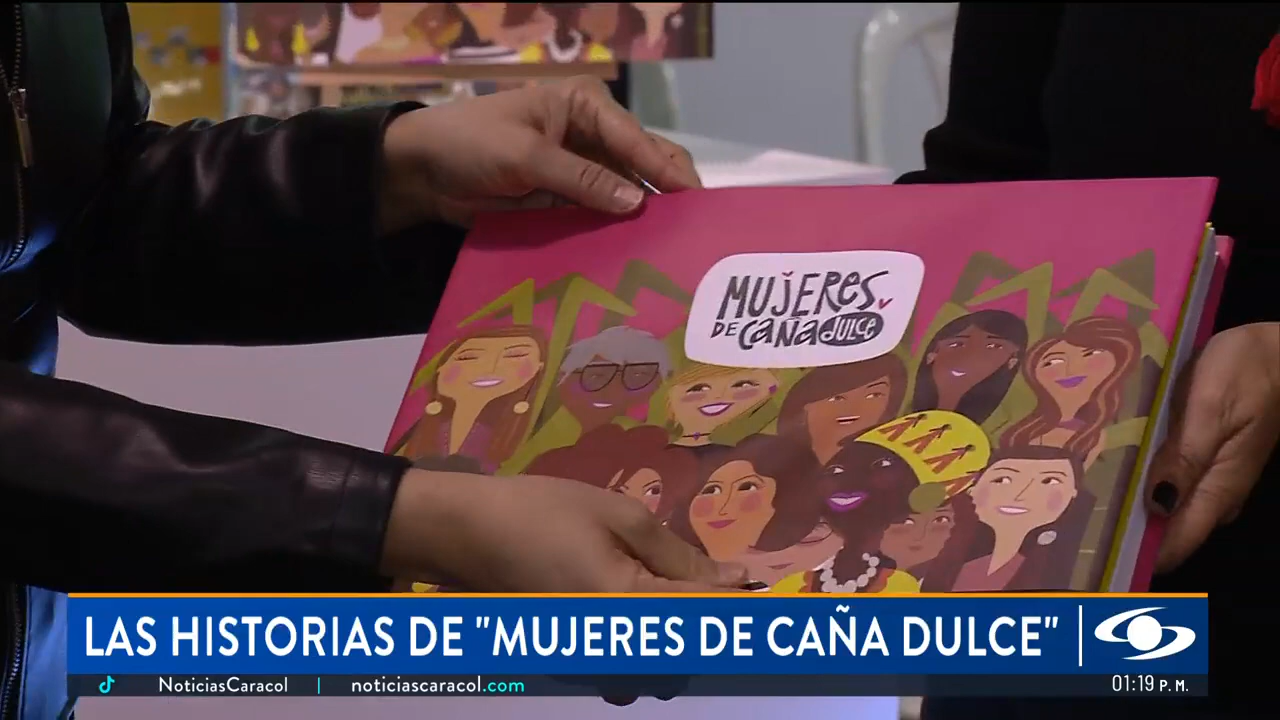 MUJERES
DE CAÑA DULCE
LAS HISTORIAS DE "MUJERES DE CAÑA DULCE"
NoticiasCaracol | noticiascaracol.com
01:19 P. M.